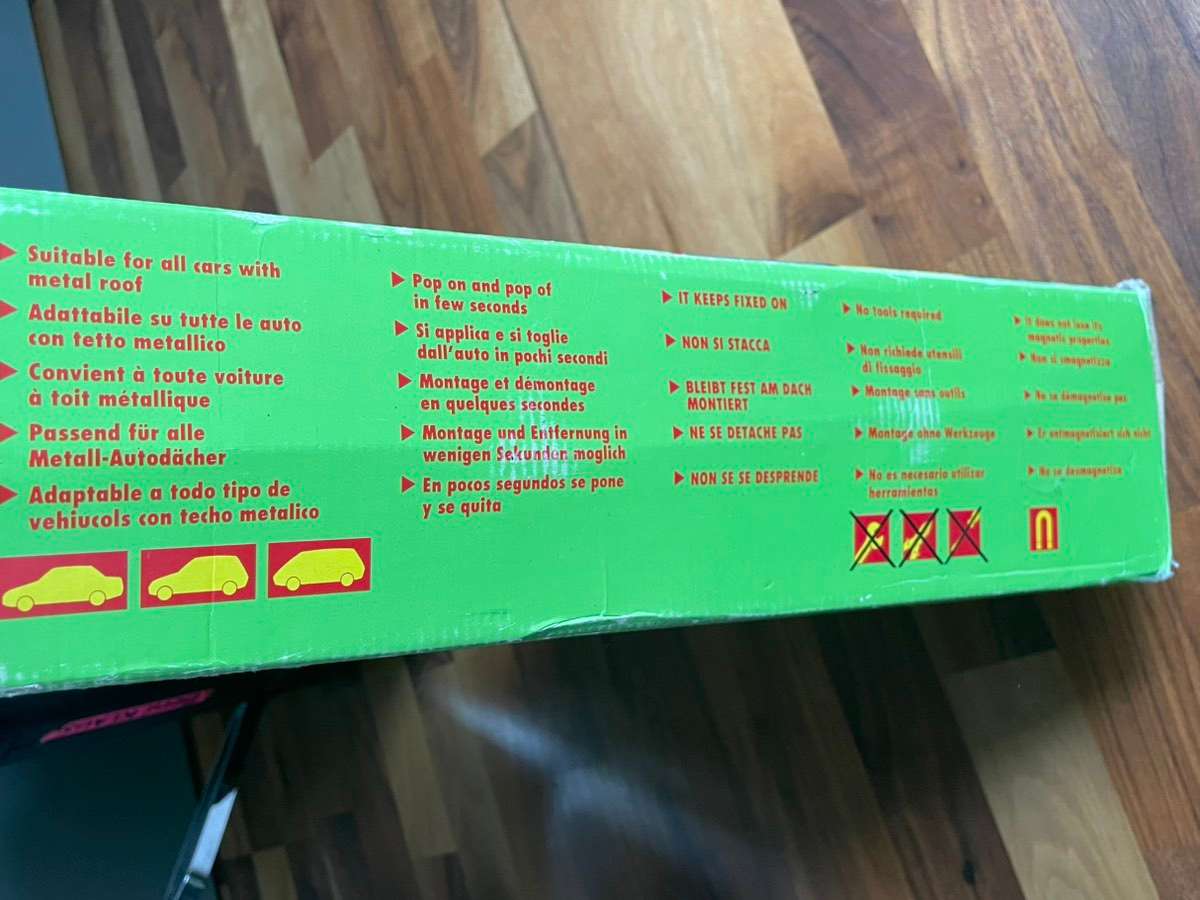 Suitable for all cars with
metal roof
Adattabile su tutte le auto
con tetto metallico
Convient à toute voiture
à toit métallique
Passend für alle
Metall-Autodächer
Adaptable a todo tipo de
vehiucols con techo metalico
Pop on and pop of
in few seconds
Si applica e si toglie
dall'auto in pochi secondi
Montage et démontage
en quelques secondes
Montage und Entfernung in
wenigen Sekunden moglich
En pocos segundos se pone
y se quita
IT KEEPS FIXED ON
NON SI STACCA
BLEIBT FEST AM DACH
MONTIERT
NE SE DETACHE PAS
NON SE SE DESPRENDE
No tools required
Non richiede utensili
di fissaggio
Montage sans outils
Montage ohne Werkzeuge
No es necesario utilizar
herramientas
It does not lose its
magnetic properties
Non si smagnetizza
Ne se démagnetise pas
Er entmagnetisiert sich nicht
No se desmagnetiza